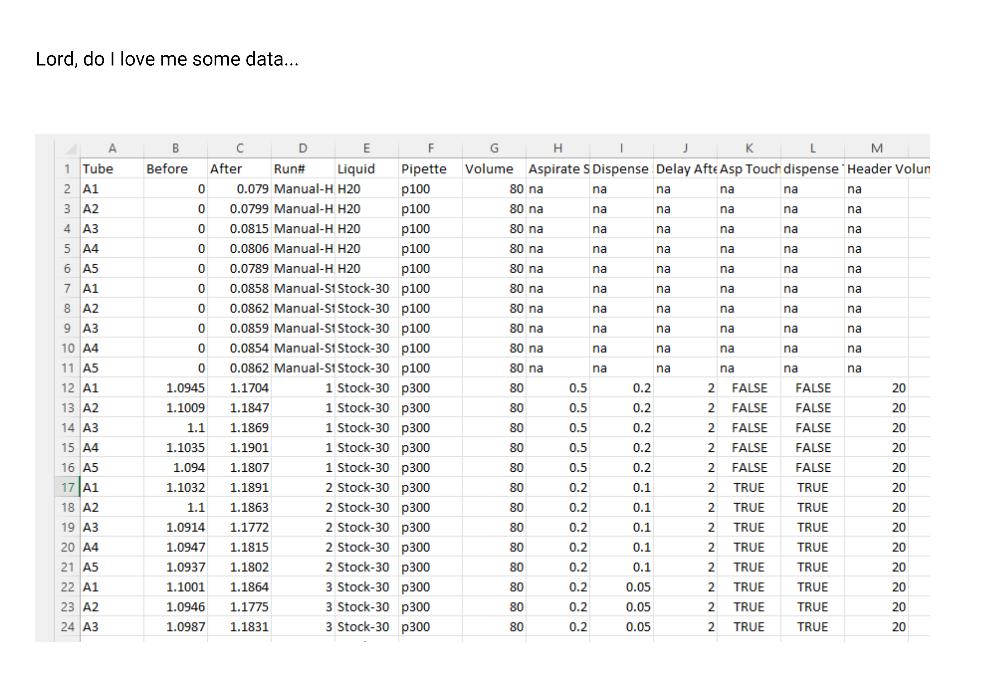 Lord, do I love me some data...
A B C D E F G H I J K L M
1 Tube Before After Run# Liquid Pipette Volume Aspirate S Dispense Delay Afte Asp Touch dispense Header Volum
2 A1 0 0.079 Manual-H H20 p100 80 na na na na na na
3 A2 0 0.0799 Manual-H H20 p100 80 na na na na na na
4 A3 0 0.0815 Manual-H H20 p100 80 na na na na na na
5 A4 0 0.0806 Manual-H H20 p100 80 na na na na na na
6 A5 0 0.0789 Manual-H H20 p100 80 na na na na na na
7 A1 0 0.0858 Manual-St Stock-30 p100 80 na na na na na na
8 A2 0 0.0862 Manual-St Stock-30 p100 80 na na na na na na
9 A3 0 0.0859 Manual-St Stock-30 p100 80 na na na na na na
10 A4 0 0.0854 Manual-St Stock-30 p100 80 na na na na na na
11 A5 0 0.0862 Manual-St Stock-30 p100 80 na na na na na na
12 A1 1.0945 1.1704 1 Stock-30 p300 80 0.5 0.2 2 FALSE FALSE 20
13 A2 1.1009 1.1847 1 Stock-30 p300 80 0.5 0.2 2 FALSE FALSE 20
14 A3 1.1 1.1869 1 Stock-30 p300 80 0.5 0.2 2 FALSE FALSE 20
15 A4 1.1035 1.1901 1 Stock-30 p300 80 0.5 0.2 2 FALSE FALSE 20
16 A5 1.094 1.1807 1 Stock-30 p300 80 0.5 0.2 2 FALSE FALSE 20
17 A1 1.1032 1.1891 2 Stock-30 p300 80 0.2 0.1 2 TRUE TRUE 20
18 A2 1.1 1.1863 2 Stock-30 p300 80 0.2 0.1 2 TRUE TRUE 20
19 A3 1.0914 1.1772 2 Stock-30 p300 80 0.2 0.1 2 TRUE TRUE 20
20 A4 1.0947 1.1815 2 Stock-30 p300 80 0.2 0.1 2 TRUE TRUE 20
21 A5 1.0937 1.1802 2 Stock-30 p300 80 0.2 0.1 2 TRUE TRUE 20
22 A1 1.1001 1.1864 3 Stock-30 p300 80 0.2 0.05 2 TRUE TRUE 20
23 A2 1.0946 1.1775 3 Stock-30 p300 80 0.2 0.05 2 TRUE TRUE 20
24 A3 1.0987 1.1831 3 Stock-30 p300 80 0.2 0.05 2 TRUE TRUE 20